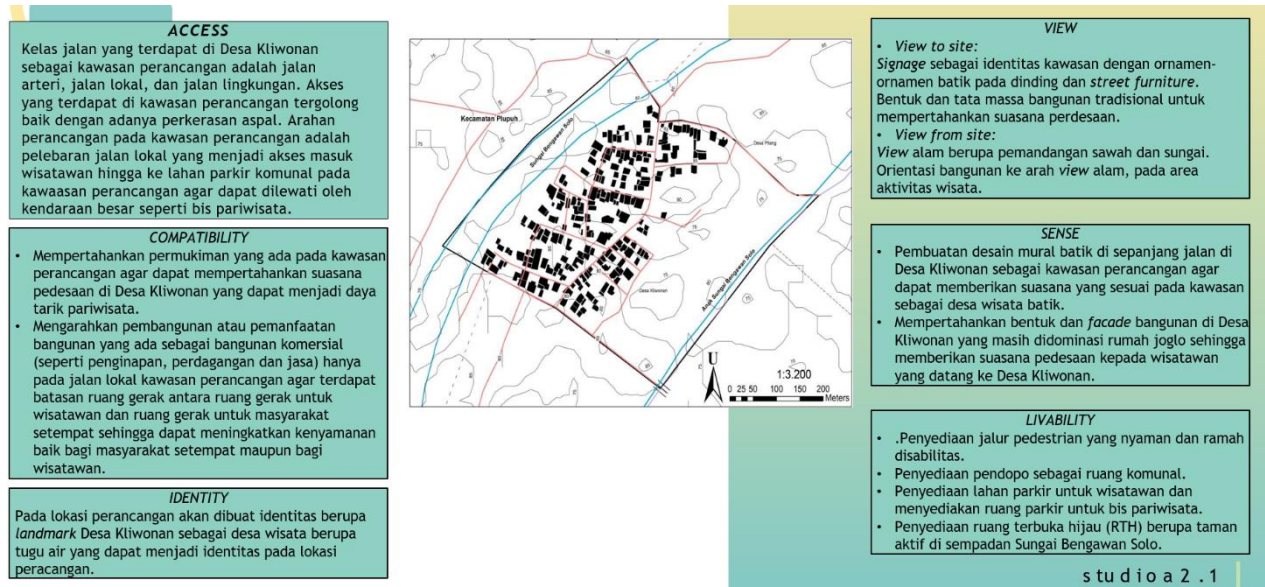 ACCESS
Kelas jalan yang terdapat di Desa Kliwonan
sebagai kawasan perancangan adalah jalan
arteri, jalan lokal, dan jalan lingkungan. Akses
yang terdapat di kawasan perancangan tergolong
baik dengan adanya perkerasan aspal. Arahan
perancangan pada kawasan perancangan adalah
pelebaran jalan lokal yang menjadi akses masuk
wisatawan hingga ke lahan parkir komunal pada
kawaasan perancangan agar dapat dilewati oleh
kendaraan besar seperti bis pariwisata.
COMPATIBILITY
• Mempertahankan permukiman yang ada pada kawasan
perancangan agar dapat mempertahankan suasana
pedesaan di Desa Kliwonan yang dapat menjadi daya
tarik pariwisata.
• Mengarahkan pembangunan atau pemanfaatan
bangunan yang ada sebagai bangunan komersial
(seperti penginapan, perdagangan dan jasa) hanya
pada jalan lokal kawasan perancangan agar terdapat
batasan ruang gerak antara ruang gerak untuk
wisatawan dan ruang gerak untuk masyarakat
setempat sehingga dapat meningkatkan kenyamanan
baik bagi masyarakat setempat maupun bagi
wisatawan.
IDENTITY
Pada lokasi perancangan akan dibuat identitas berupa
landmark Desa Kliwonan sebagai desa wisata berupa
tugu air yang dapat menjadi identitas pada lokasi
peracangan.
Kecamatan Plupuh
Sungai Bengawan Solo
Desa Pilang
Desa Kliwonan
Anak Sungai Bengawan Solo
U
1:3.200
0 25 50 100 150 200
Meters
VIEW
• View to site:
Signage sebagai identitas kawasan dengan ornamen-
ornamen batik pada dinding dan street furniture.
Bentuk dan tata massa bangunan tradisional untuk
mempertahankan suasana perdesaan.
• View from site:
View alam berupa pemandangan sawah dan sungai.
Orientasi bangunan ke arah view alam, pada area
aktivitas wisata.
SENSE
• Pembuatan desain mural batik di sepanjang jalan di
Desa Kliwonan sebagai kawasan perancangan agar
dapat memberikan suasana yang sesuai pada kawasan
sebagai desa wisata batik.
• Mempertahankan bentuk dan facade bangunan di Desa
Kliwonan yang masih didominasi rumah joglo sehingga
memberikan suasana pedesaan kepada wisatawan
yang datang ke Desa Kliwonan.
LIVABILITY
• .Penyediaan jalur pedestrian yang nyaman dan ramah
disabilitas.
• Penyediaan pendopo sebagai ruang komunal.
• Penyediaan lahan parkir untuk wisatawan dan
menyediakan ruang parkir untuk bis pariwisata.
• Penyediaan ruang terbuka hijau (RTH) berupa taman
aktif di sempadan Sungai Bengawan Solo.
studioa2.1